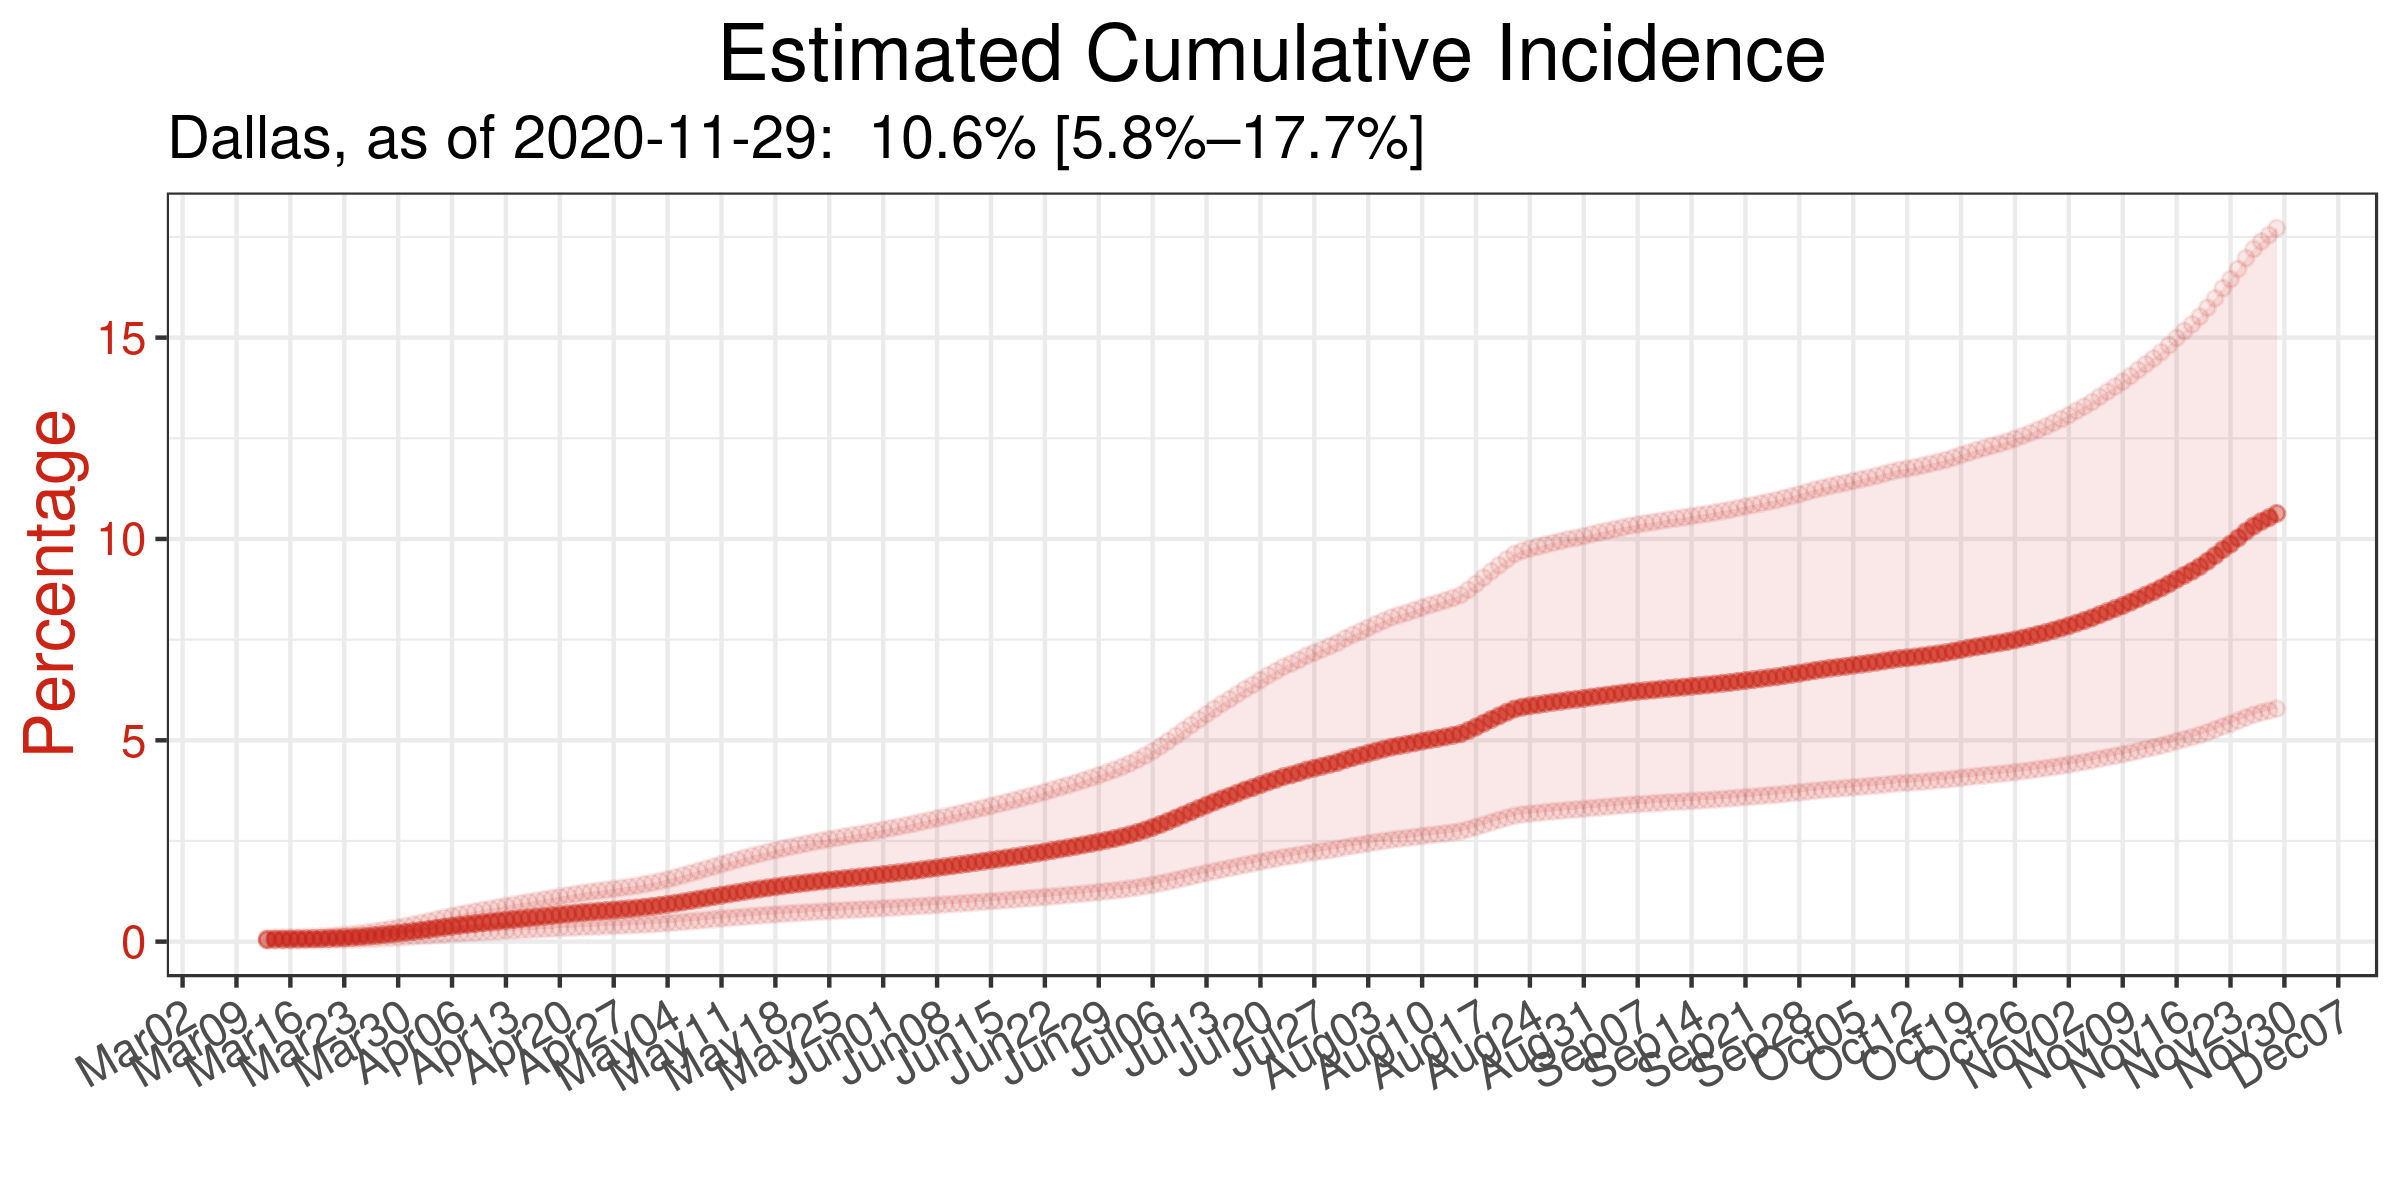 Estimated Cumulative Incidence
Dallas, as of 2020-11-29:  10.6% [5.8%–17.7%]
Percentage
15
10
5
0
Mar02
Mar09
Mar16
Mar23
Mar30
Apr06
Apr13
Apr20
Apr27
May04
May11
May18
May25
Jun01
Jun08
Jun15
Jun22
Jun29
Jul06
Jul13
Jul20
Jul27
Aug03
Aug10
Aug17
Aug24
Aug31
Sep07
Sep14
Sep21
Sep28
Oct05
Oct12
Oct19
Oct26
Nov02
Nov09
Nov16
Nov23
Nov30
Dec07